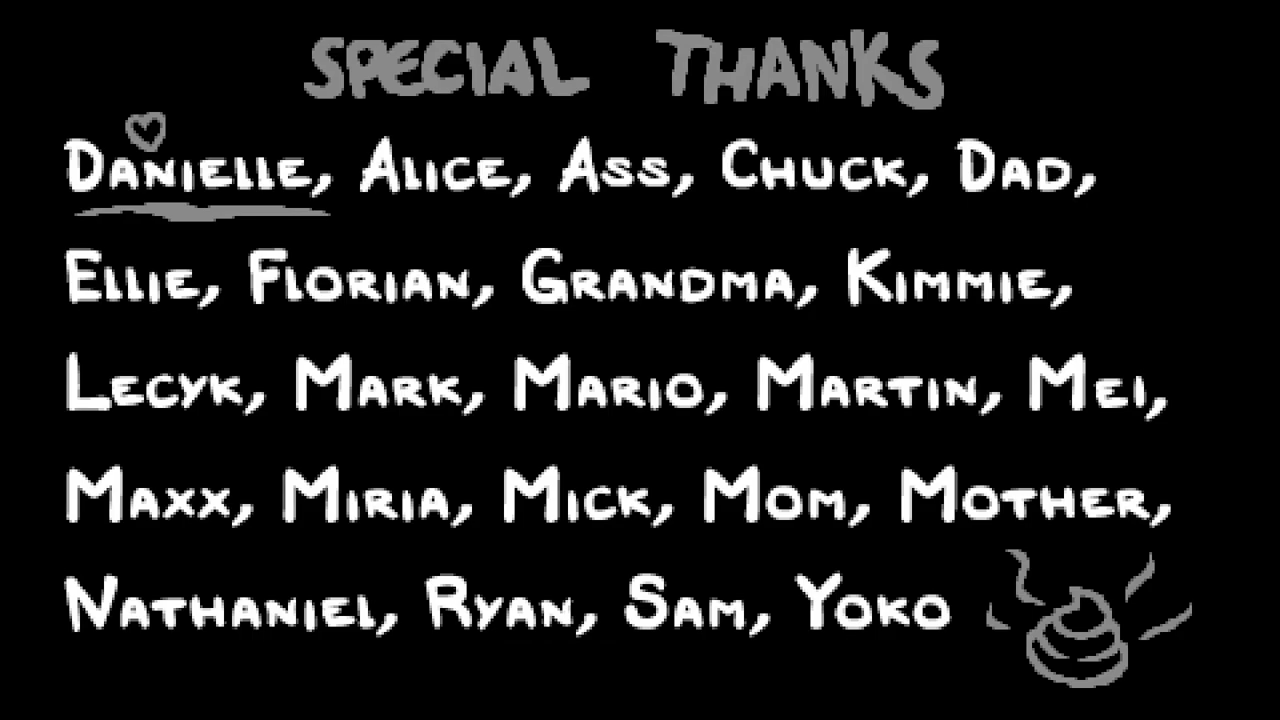 SPECIAL THANKS
DANIELLE, ALICE, ASS, CHUCK, DAD,
ELLIE, FLORIAN, GRANDMA, KIMMIE,
LECYK, MARK, MARIO, MARTIN, MEI,
MAXX, MIRIA, MICK, MOM, MOTHER,
NATHANIEL, RYAN, SAM, YOKO